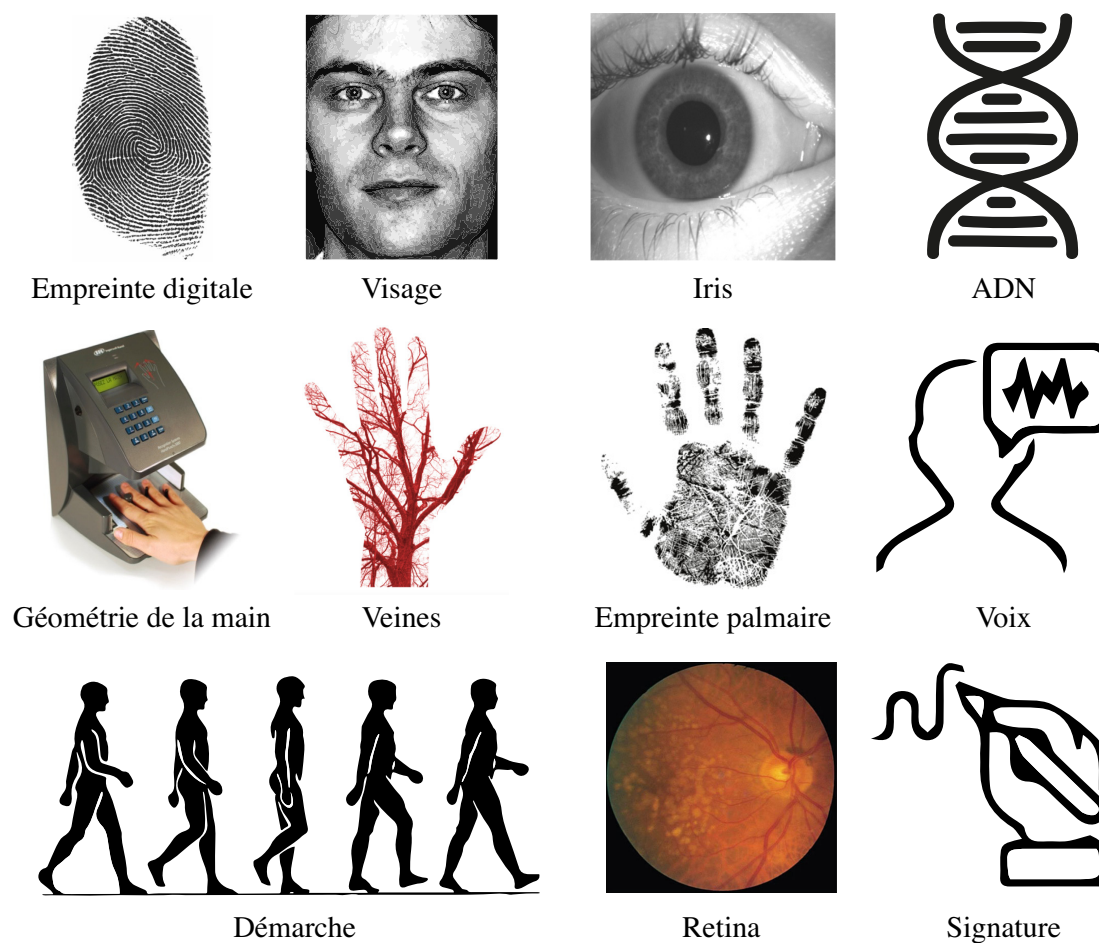 Empreinte digitale
Visage
Iris
ADN
Géométrie de la main
Veines
Empreinte palmaire
Voix
Démarche
Retina
Signature